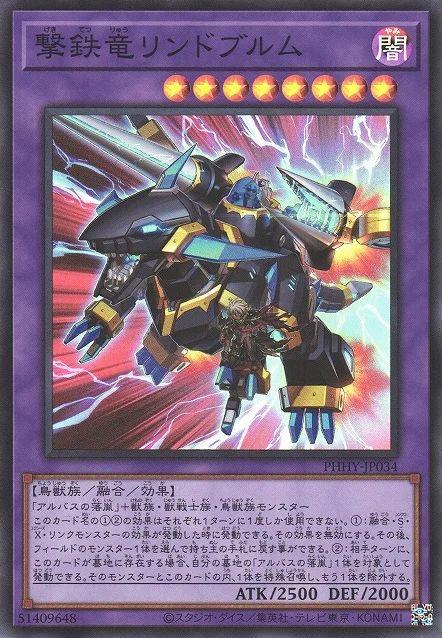 撃鉄竜リンドブルム
闇
PHHY-JP034
【鳥獣族／融合／効果】
「アルバスの落胤」＋獣・獣戦士族・鳥獣族モンスター
このカード名の①②の効果はそれぞれ1ターンに1度しか使用できない。①：融合・S・
X・リンクモンスターの効果が発動した時に発動できる。その効果を無効にする。その後、
フィールドのモンスター1体を選んで持ち主の手札に戻す事ができる。②：相手ターンに、
このカードが墓地に存在する場合、自分の墓地の「アルバスの落胤」1体を対象として
発動できる。そのモンスターとこのカードの内、1体を特殊召喚し、もう1体を除外する。
ATK/2500 DEF/2000
51409648
©スタジオ・ダイス／集英社・テレビ東京・KONAMI